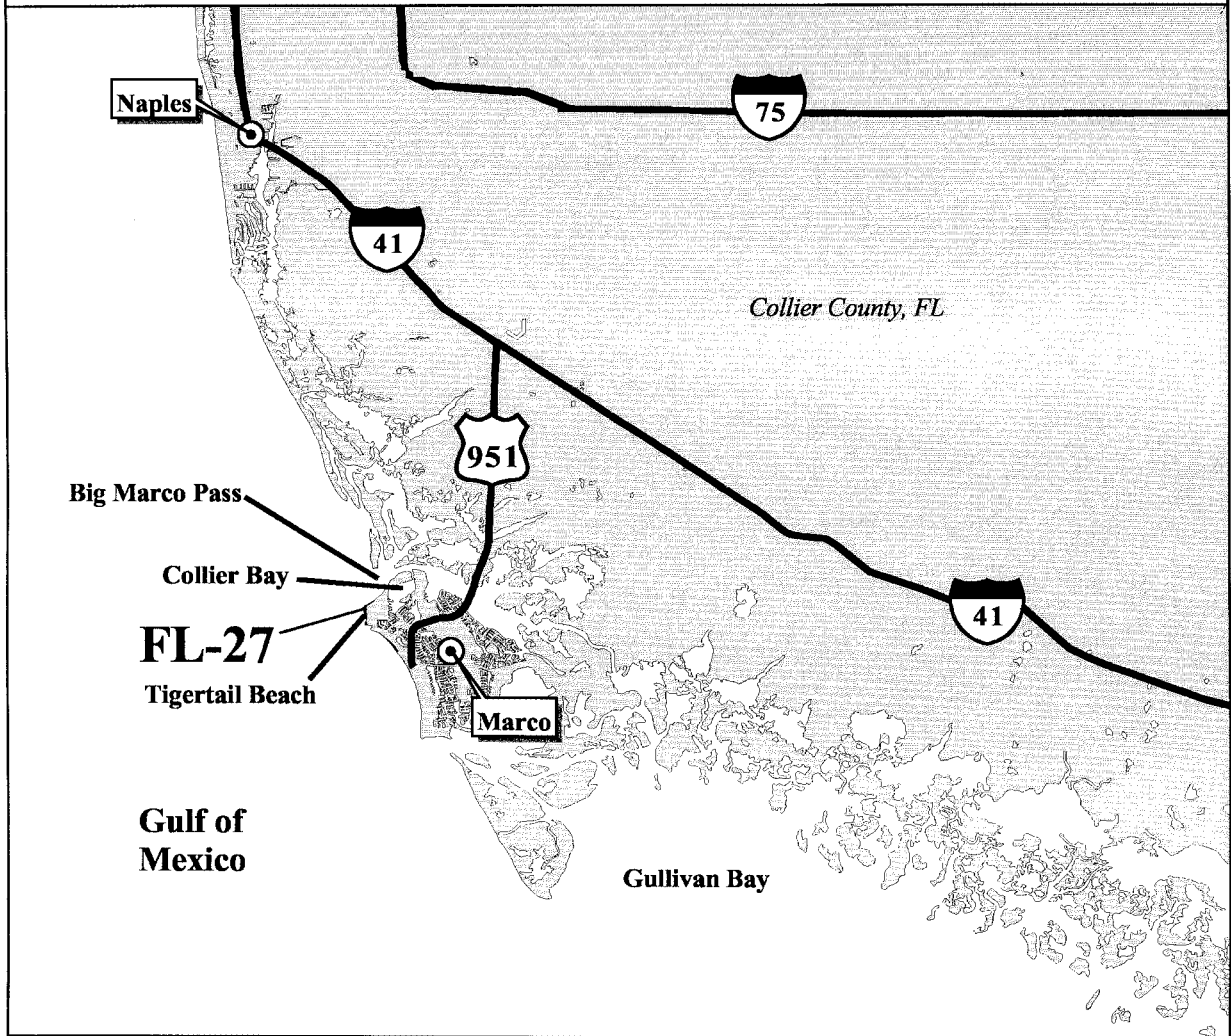 Naples
75
41
Collier County, FL
951
Big Marco Pass
Collier Bay
FL-27
Tigertail Beach
41
Marco
Gulf of
Mexico
Gullivan Bay